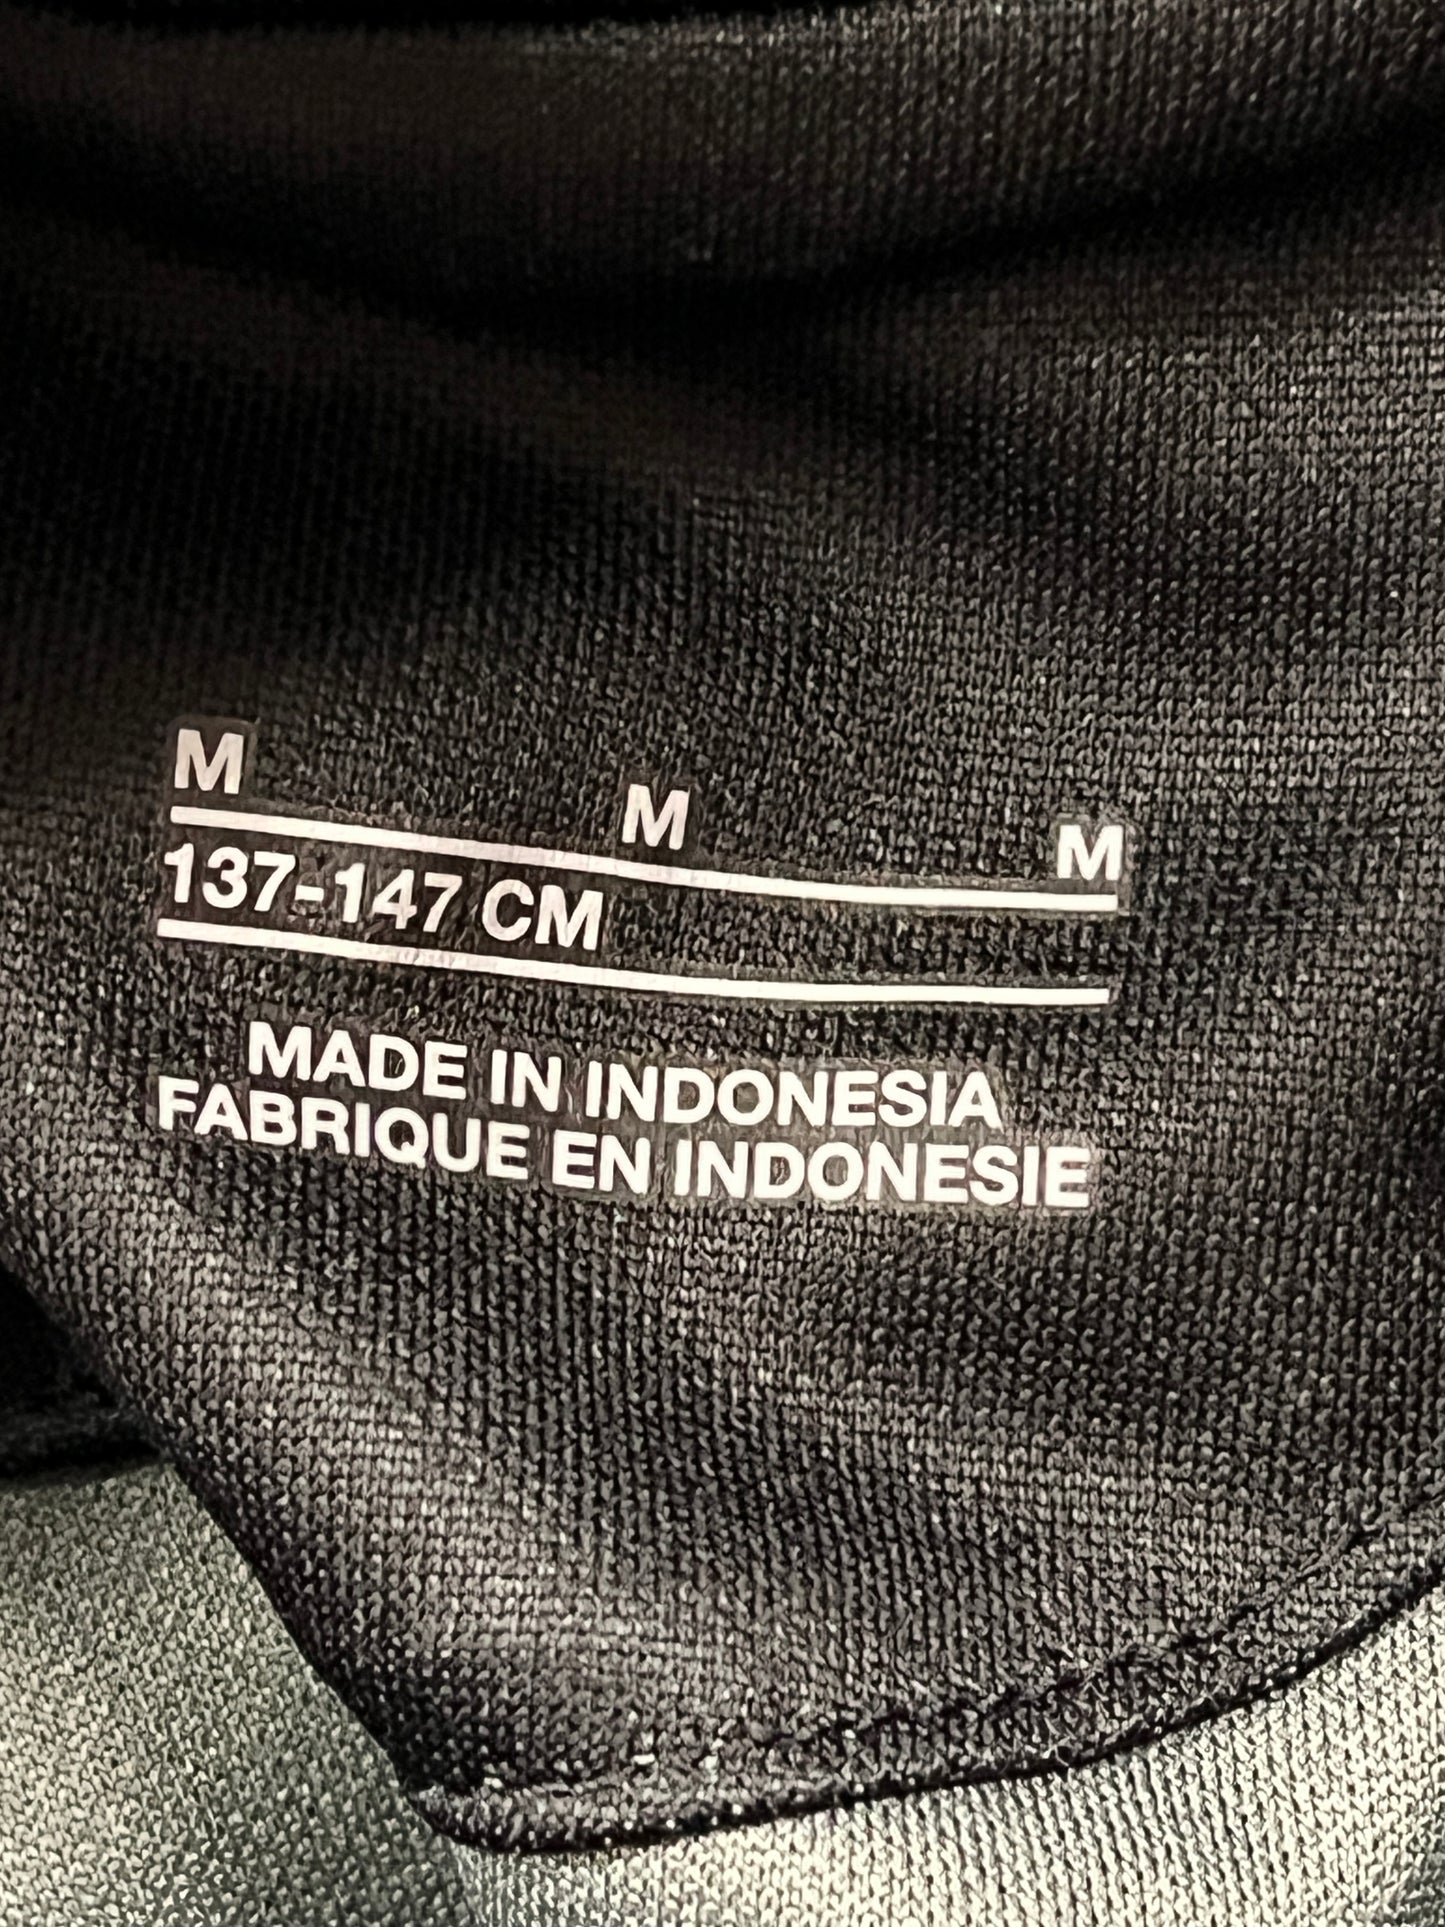 M M M
137-147 CM
MADE IN INDONESIA
FABRIQUE EN INDONESIE